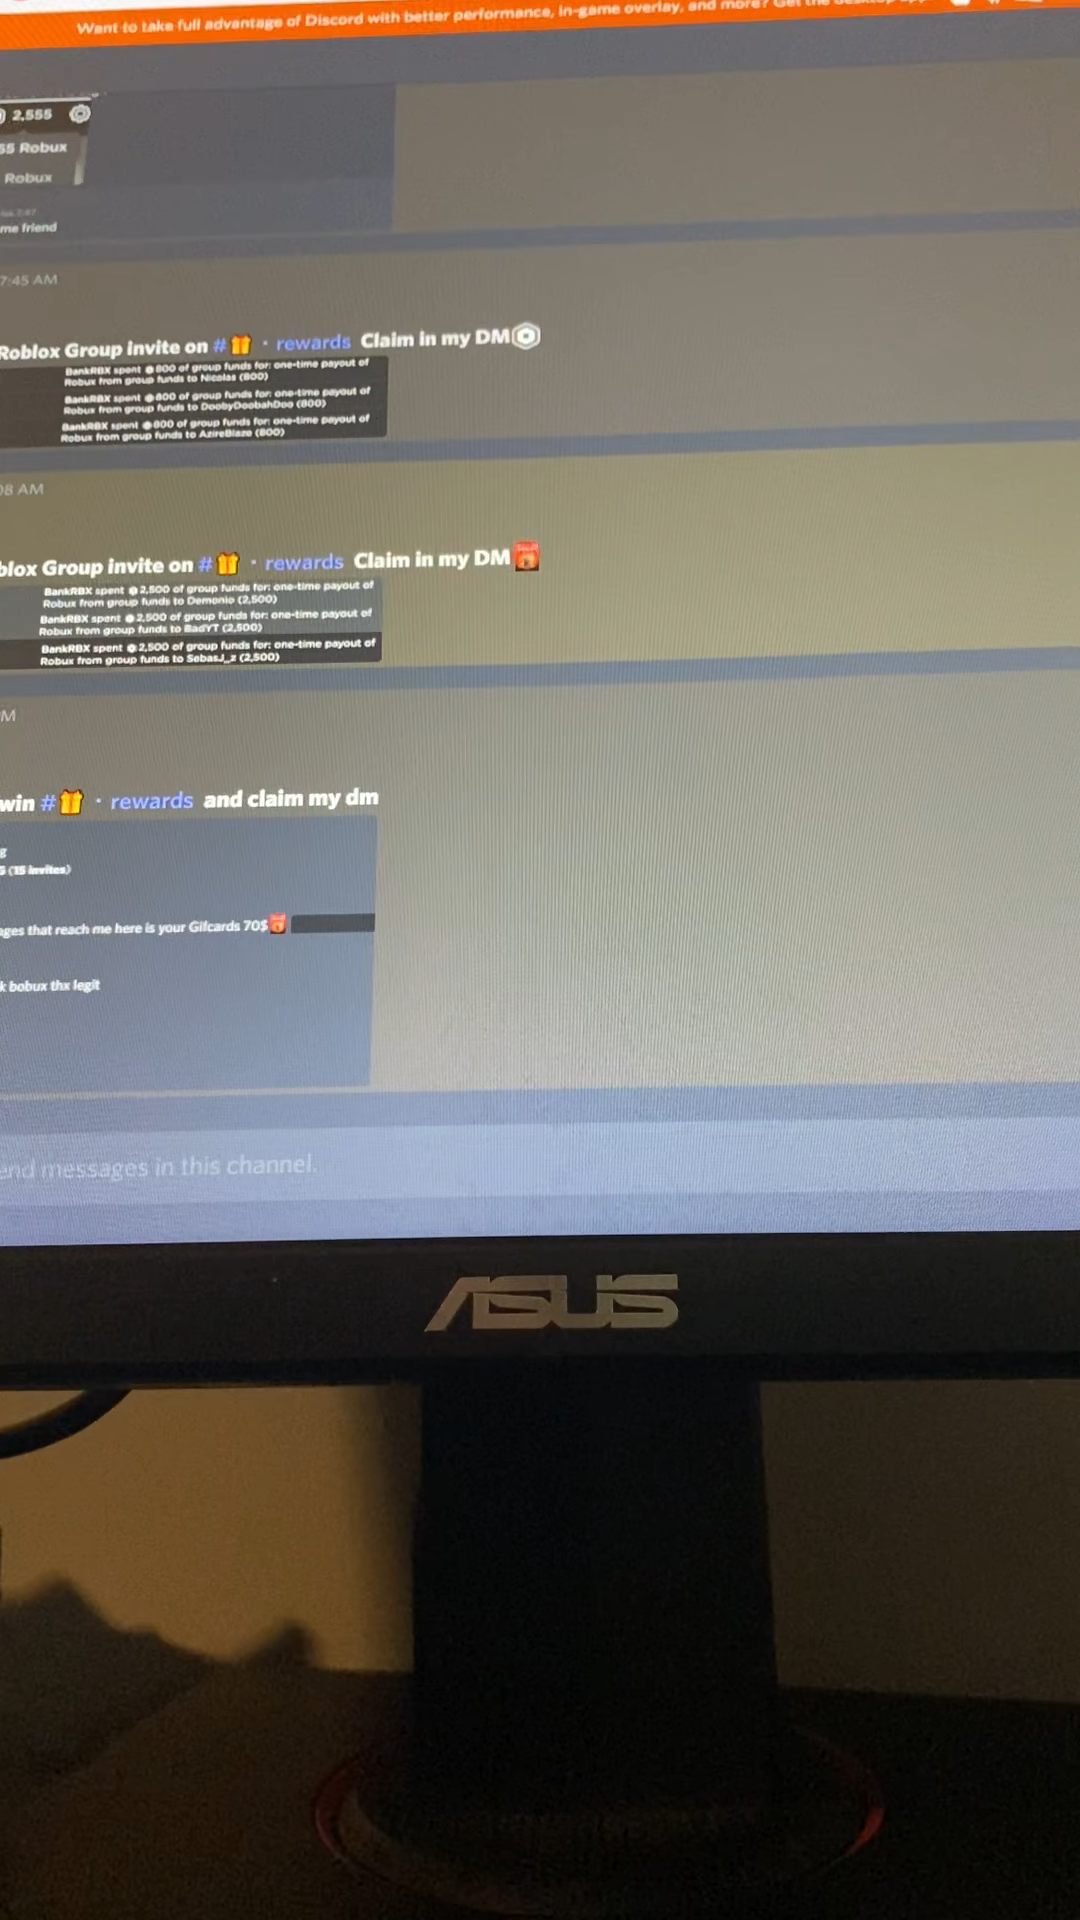 Want to take full advantage of Discord with better performance, in-game overlay, and more? Get the desktop
2,555
55 Robux
Robux
me friend
7:45 AM
Roblox Group invite on # · rewards Claim in my DM
BankRBX spent 800 of group funds for: one-time payout of
Robux from group funds to Nicolas (800)
BankRBX spent 800 of group funds for: one-time payout of
Robux from group funds to DoobyDoobahDoo (800)
BankRBX spent 800 of group funds for: one-time payout of
Robux from group funds to AzireBlaze (800)
08 AM
blox Group invite on # · rewards Claim in my DM
BankRBX spent 2,500 of group funds for: one-time payout of
Robux from group funds to Demonio (2,500)
BankRBX spent 2,500 of group funds for: one-time payout of
Robux from group funds to BadYT (2,500)
BankRBX spent 2,500 of group funds for: one-time payout of
Robux from group funds to SebasJ_z (2,500)
M
win # · rewards and claim my dm
g
5 (15 invites)
ages that reach me here is your Gifcards 70$
k bobux thx legit
end messages in this channel.
ASUS